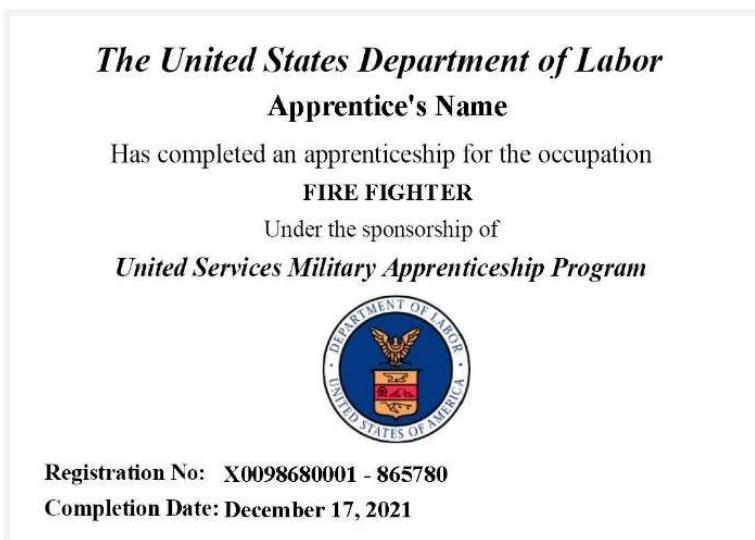 The United States Department of Labor
Apprentice's Name
Has completed an apprenticeship for the occupation
FIRE FIGHTER
Under the sponsorship of
United Services Military Apprenticeship Program
DEPARTMENT OF LABOR
UNITED STATES OF AMERICA
Registration No: X0098680001 - 865780
Completion Date: December 17, 2021